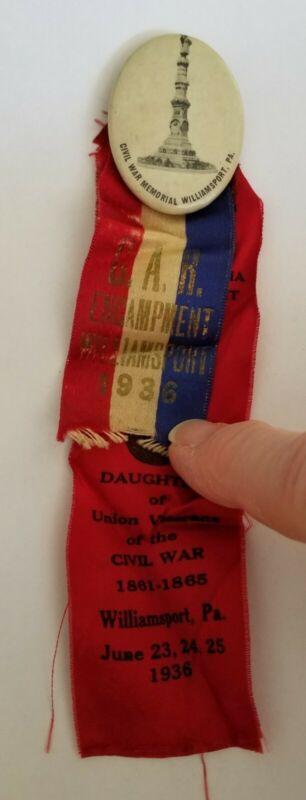 CIVIL WAR MEMORIAL WILLIAMSPORT, PA.
G.A.R.
ENCAMPMENT
WILLIAMSPORT
1936
of
Union Veterans
of the
CIVIL WAR
1861-1865
Williamsport, Pa.
June 23, 24, 25
1936